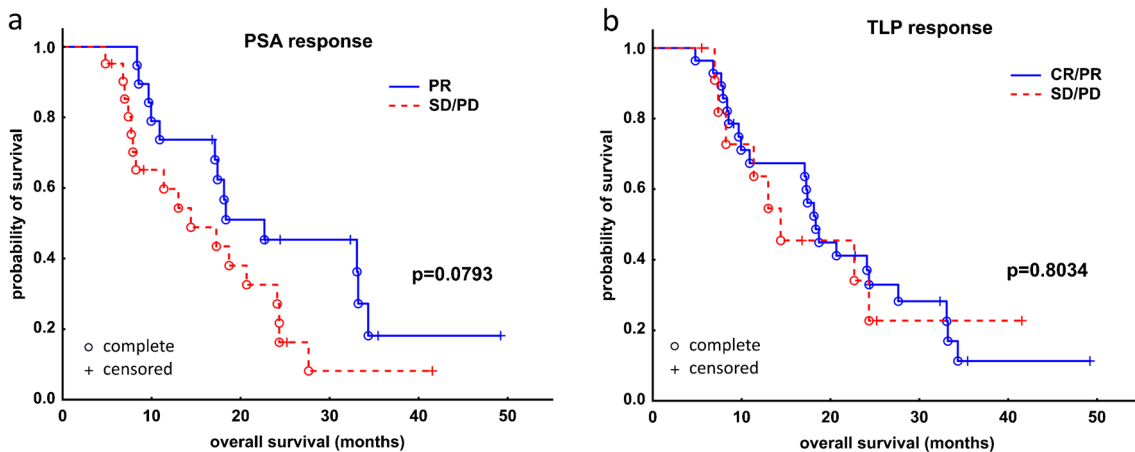 a
PSA response
probability of survival
1.0
0.8
0.6
0.4
0.2
0.0
PR
SD/PD
p=0.0793
o complete
+ censored
0 10 20 30 40 50
overall survival (months)
b
TLP response
probability of survival
1.0
0.8
0.6
0.4
0.2
0.0
CR/PR
SD/PD
p=0.8034
o complete
+ censored
0 10 20 30 40 50
overall survival (months)